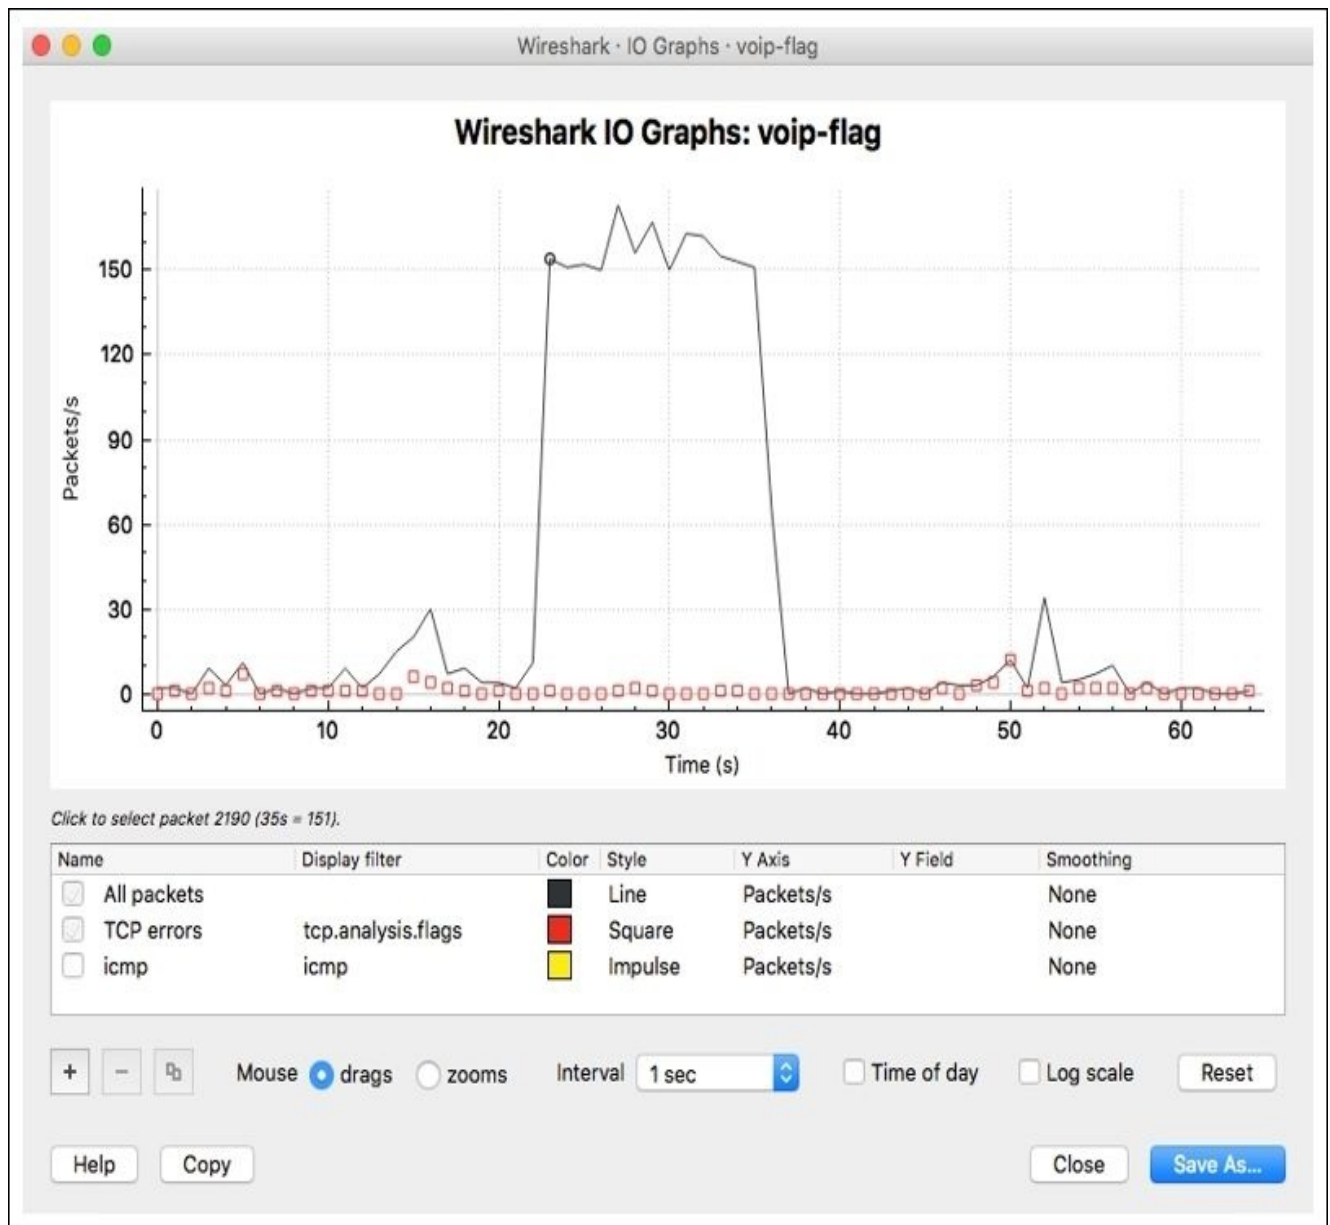 Wireshark · IO Graphs · voip-flag
Wireshark IO Graphs: voip-flag
Packets/s
150
120
90
60
30
0
0 10 20 30 40 50 60
Time (s)
Click to select packet 2190 (35s = 151).
Name Display filter Color Style Y Axis Y Field Smoothing
All packets Line Packets/s None
TCP errors tcp.analysis.flags Square Packets/s None
icmp icmp Impulse Packets/s None
+ − Mouse drags zooms Interval 1 sec Time of day Log scale Reset
Help Copy Close Save As...